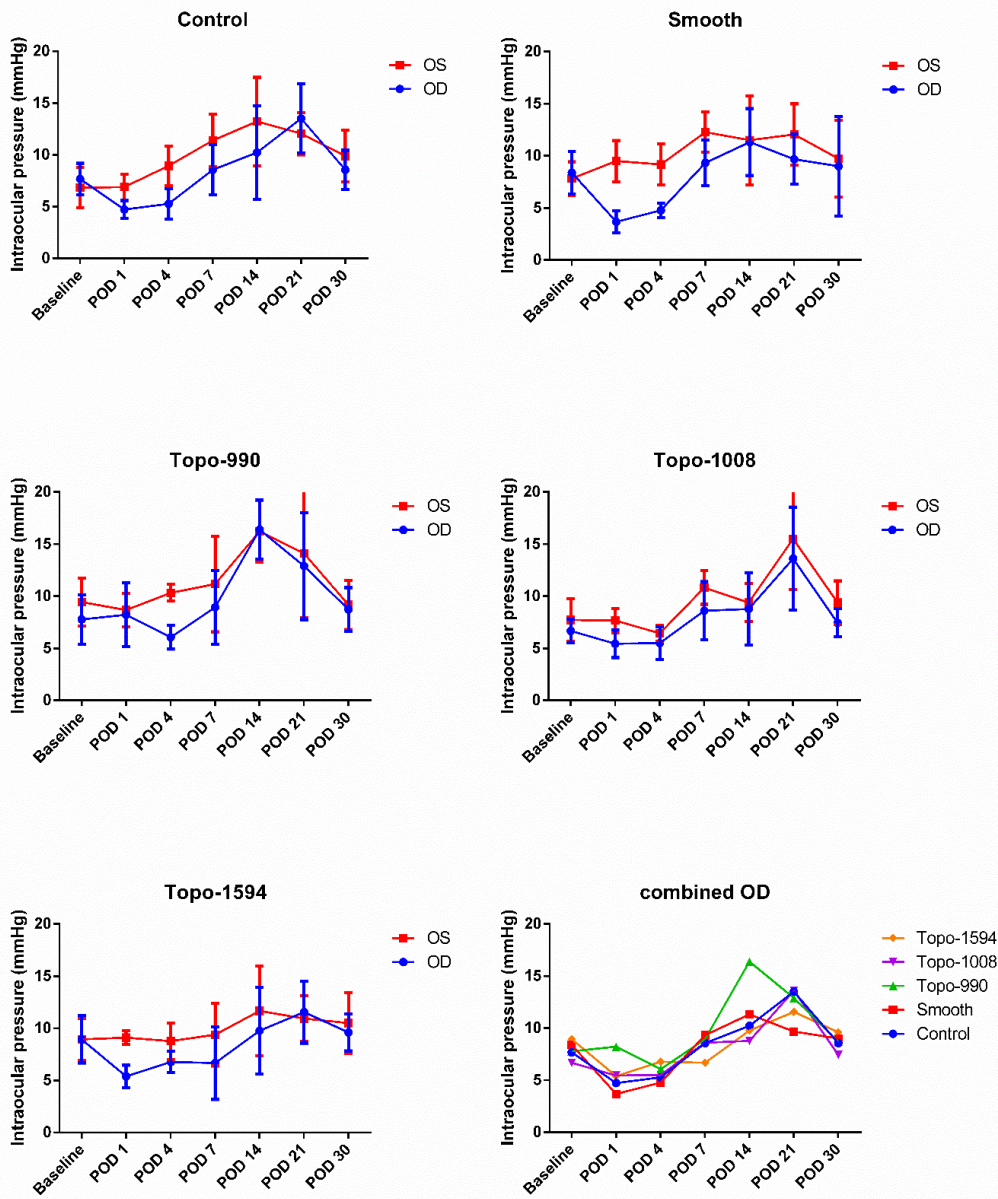 Control
Intraocular pressure (mmHg)
20
15
10
5
0
Baseline
POD 1
POD 4
POD 7
POD 14
POD 21
POD 30
OS
OD
Smooth
Intraocular pressure (mmHg)
20
15
10
5
0
Baseline
POD 1
POD 4
POD 7
POD 14
POD 21
POD 30
OS
OD
Topo-990
Intraocular pressure (mmHg)
20
15
10
5
0
Baseline
POD 1
POD 4
POD 7
POD 14
POD 21
POD 30
OS
OD
Topo-1008
Intraocular pressure (mmHg)
20
15
10
5
0
Baseline
POD 1
POD 4
POD 7
POD 14
POD 21
POD 30
OS
OD
Topo-1594
Intraocular pressure (mmHg)
20
15
10
5
0
Baseline
POD 1
POD 4
POD 7
POD 14
POD 21
POD 30
OS
OD
combined OD
Intraocular pressure (mmHg)
20
15
10
5
0
Baseline
POD 1
POD 4
POD 7
POD 14
POD 21
POD 30
Topo-1594
Topo-1008
Topo-990
Smooth
Control